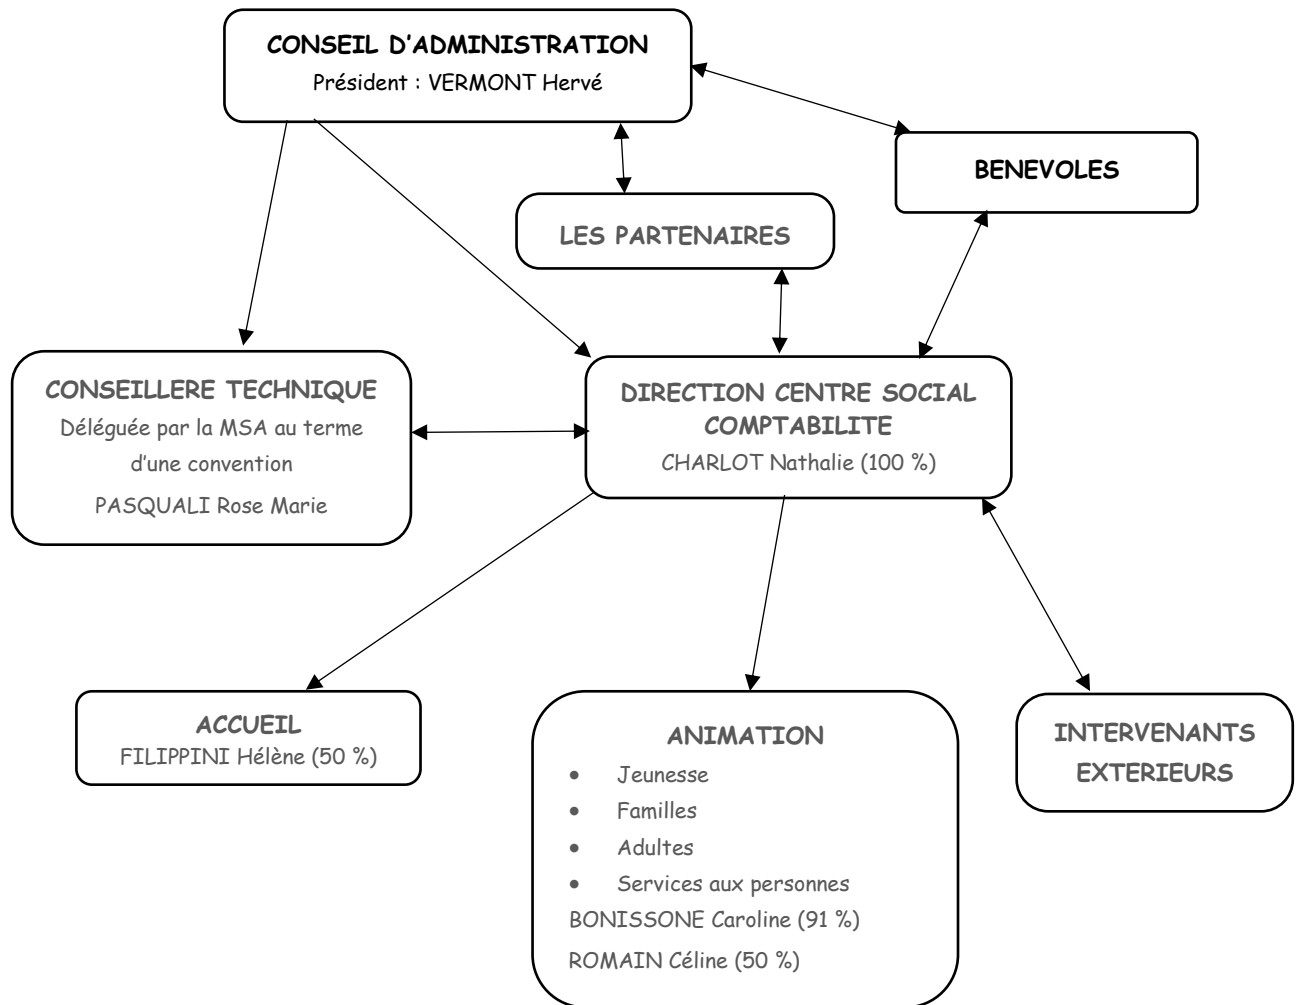 CONSEIL D'ADMINISTRATION
Président : VERMONT Hervé
BENEVOLES
LES PARTENAIRES
CONSEILLERE TECHNIQUE
Déléguée par la MSA au terme
d'une convention
PASQUALI Rose Marie
DIRECTION CENTRE SOCIAL
COMPTABILITE
CHARLOT Nathalie (100 %)
ACCUEIL
FILIPPINI Hélène (50 %)
ANIMATION
• Jeunesse
• Familles
• Adultes
• Services aux personnes
BONISSONE Caroline (91 %)
ROMAIN Céline (50 %)
INTERVENANTS
EXTERIEURS